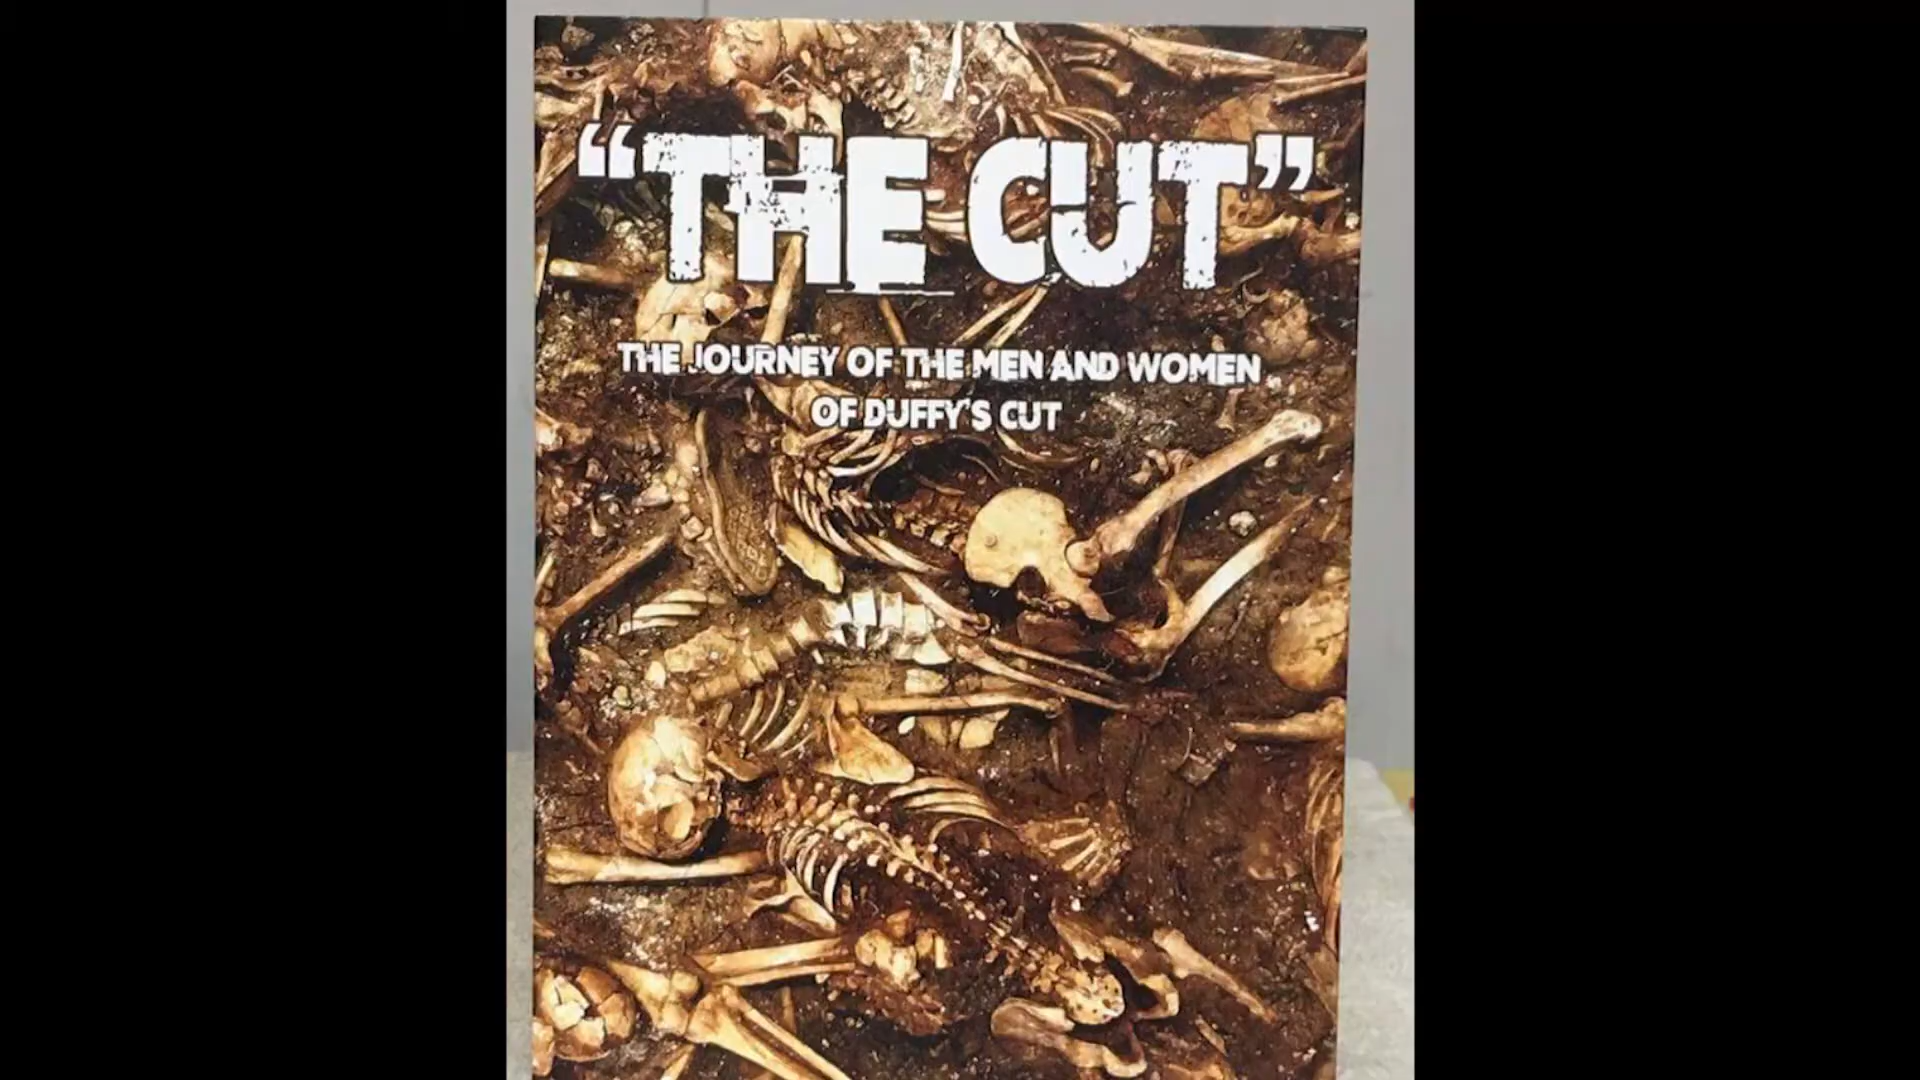 “THE CUT”
THE JOURNEY OF THE MEN AND WOMEN
OF DUFFY'S CUT